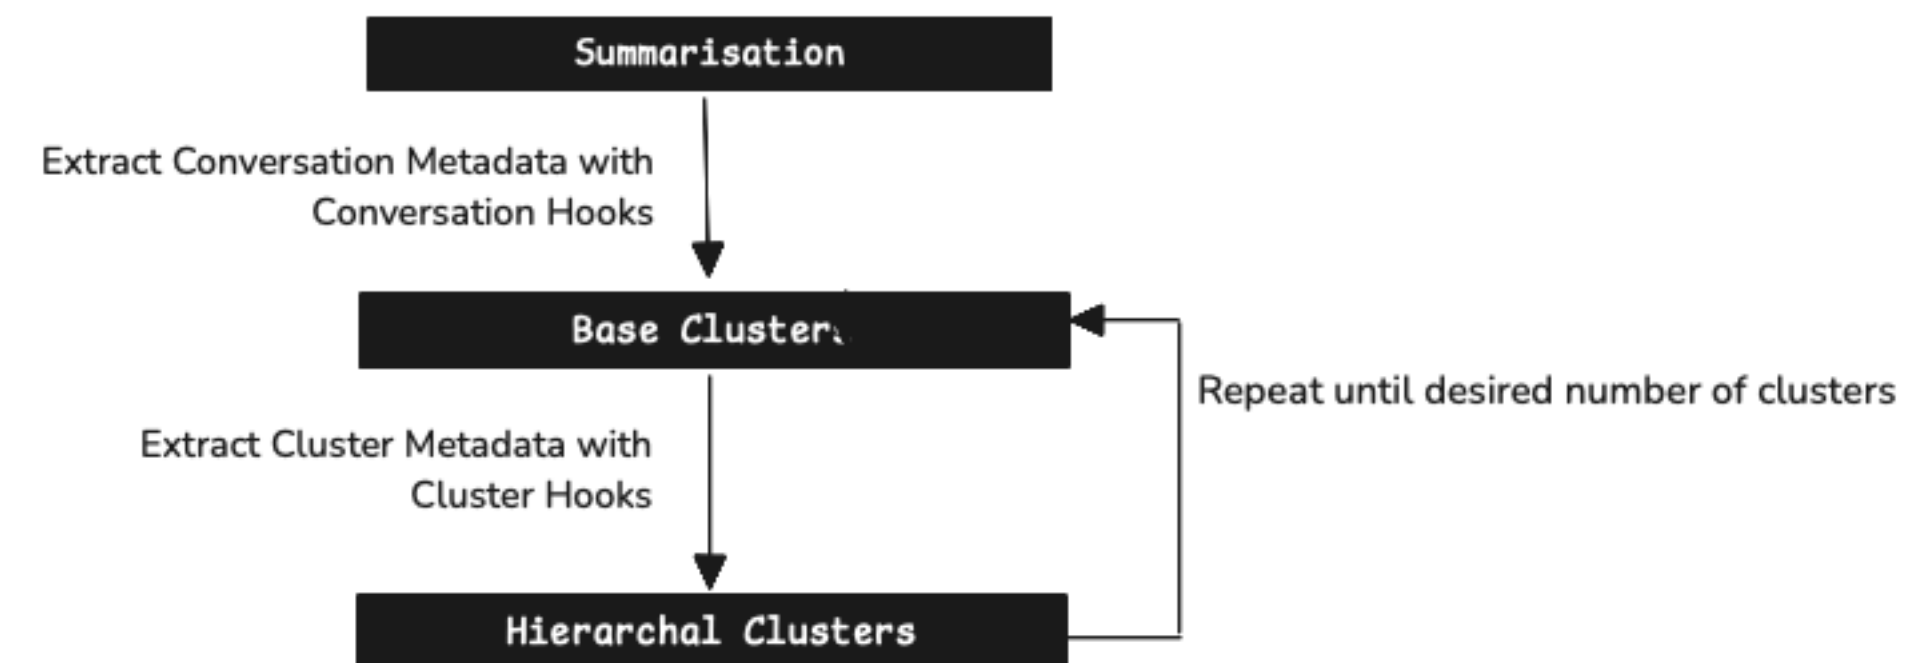 Summarisation
Extract Conversation Metadata with
Conversation Hooks
Base Clusters
Repeat until desired number of clusters
Extract Cluster Metadata with
Cluster Hooks
Hierarchal Clusters